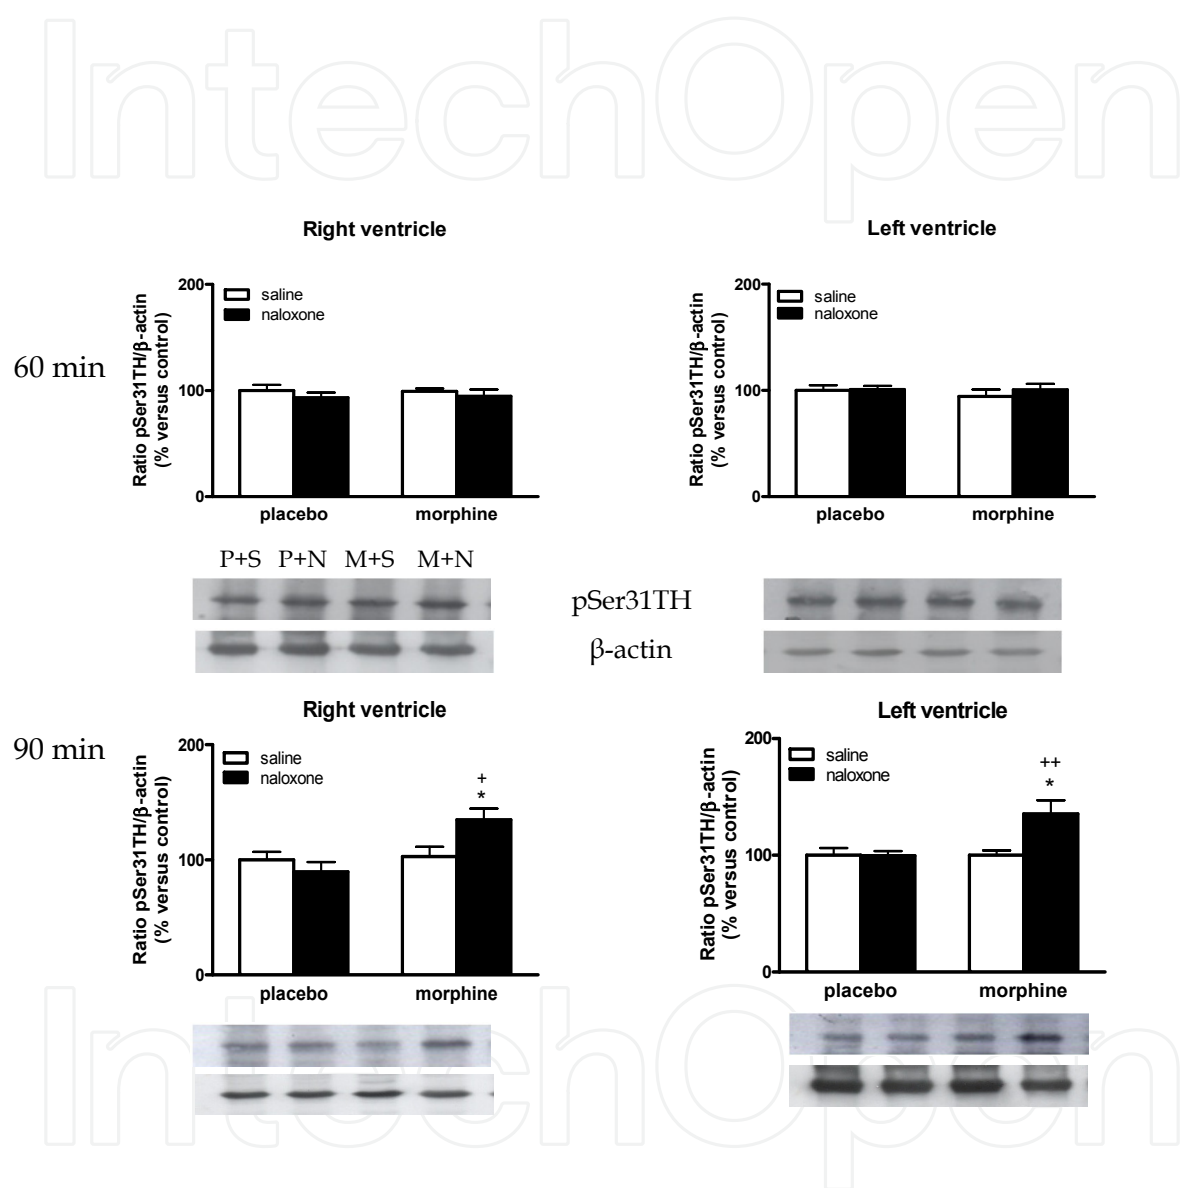 IntechOpen
Right ventricle
Left ventricle
60 min
Ratio pSer31TH/β-actin
(% versus control)
200
100
0
saline
naloxone
placebo
morphine
Ratio pSer31TH/β-actin
(% versus control)
200
100
0
saline
naloxone
placebo
morphine
P+S P+N M+S M+N
pSer31TH
β-actin
Right ventricle
Left ventricle
90 min
Ratio pSer31TH/β-actin
(% versus control)
200
100
0
saline
naloxone
+
*
placebo
morphine
Ratio pSer31TH/β-actin
(% versus control)
200
100
0
saline
naloxone
++
*
placebo
morphine
IntechOpen